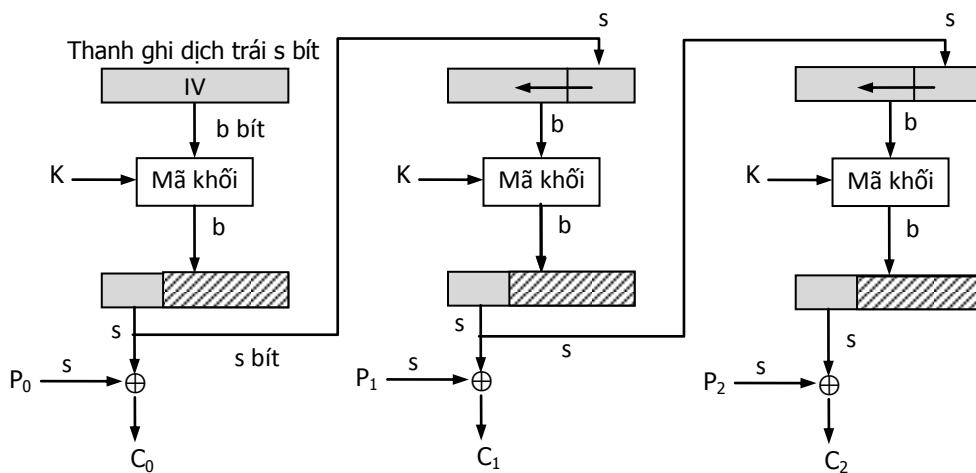 s
s
Thanh ghi dịch trái s bít
IV
b bít
b
b
K
Mã khối
K
Mã khối
K
Mã khối
b
b
b
s
s
s
s bít
s
P0
s
P1
s
P2
s
C0
C1
C2